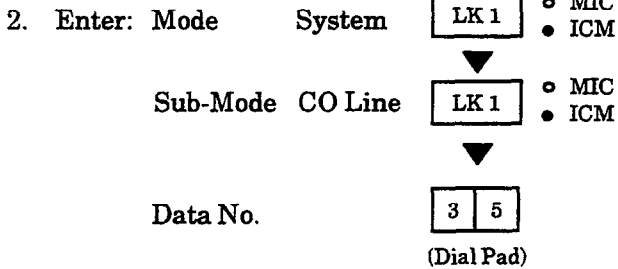 MIC
2. Enter: Mode System LK 1 ICM
MIC
Sub-Mode CO Line LK 1 ICM
Data No. 3 5
(Dial Pad)